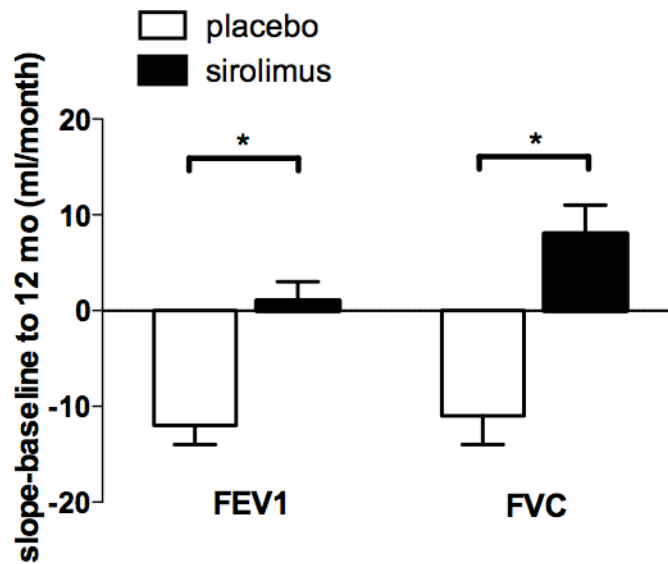 placebo
sirolimus
slope-baseline to 12 mo (ml/month)
20
10
0
-10
-20
*
*
FEV1
FVC